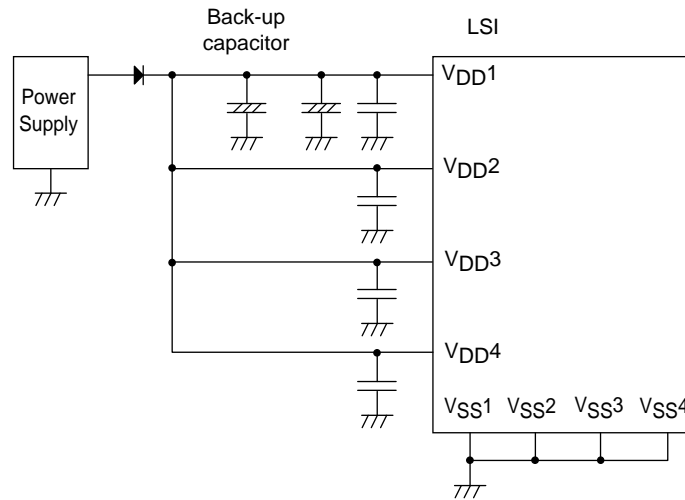 Back-up
capacitor
LSI
Power
Supply
VDD1
VDD2
VDD3
VDD4
VSS1 VSS2 VSS3 VSS4